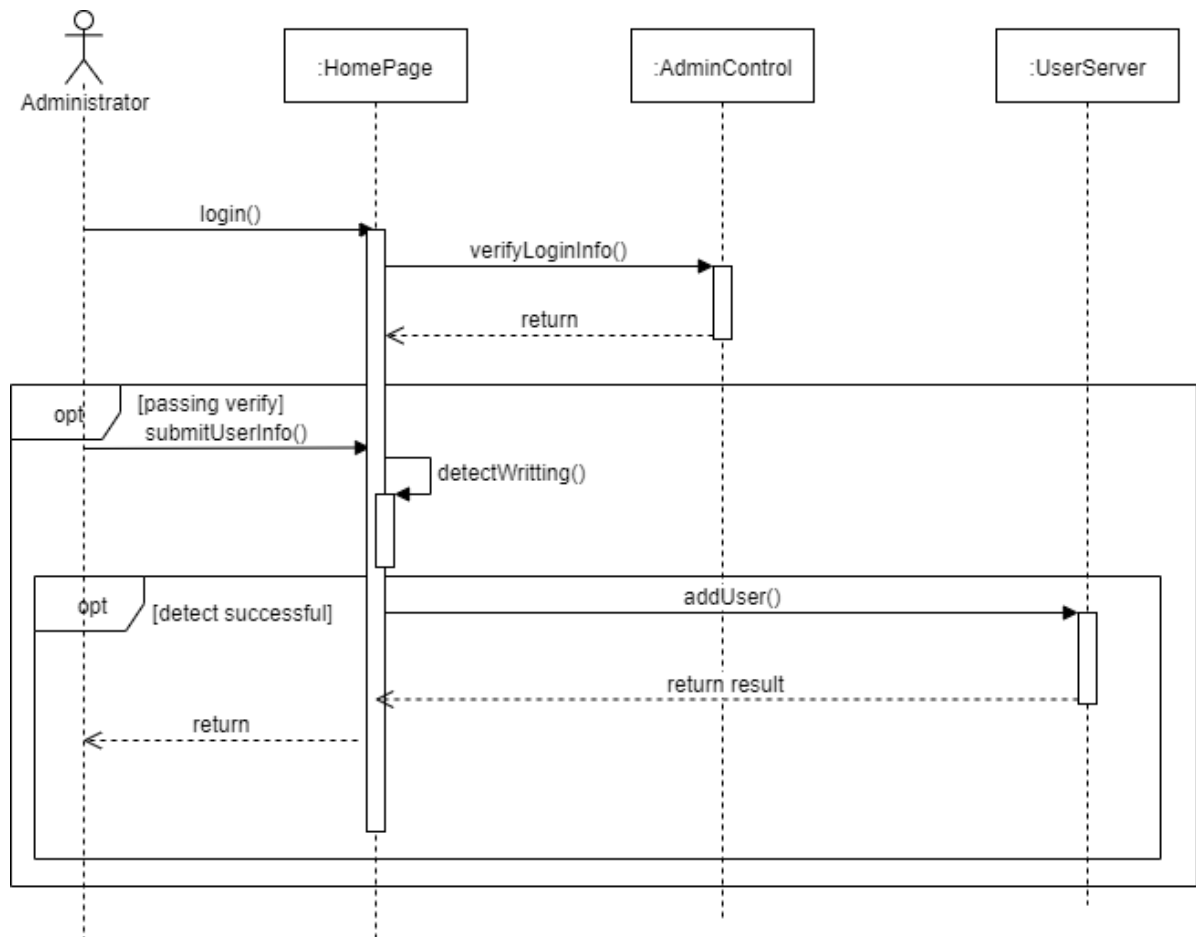 Administrator
:HomePage
:AdminControl
:UserServer
login()
verifyLoginInfo()
return
opt
[passing verify]
submitUserInfo()
detectWritting()
opt
[detect successful]
addUser()
return result
return